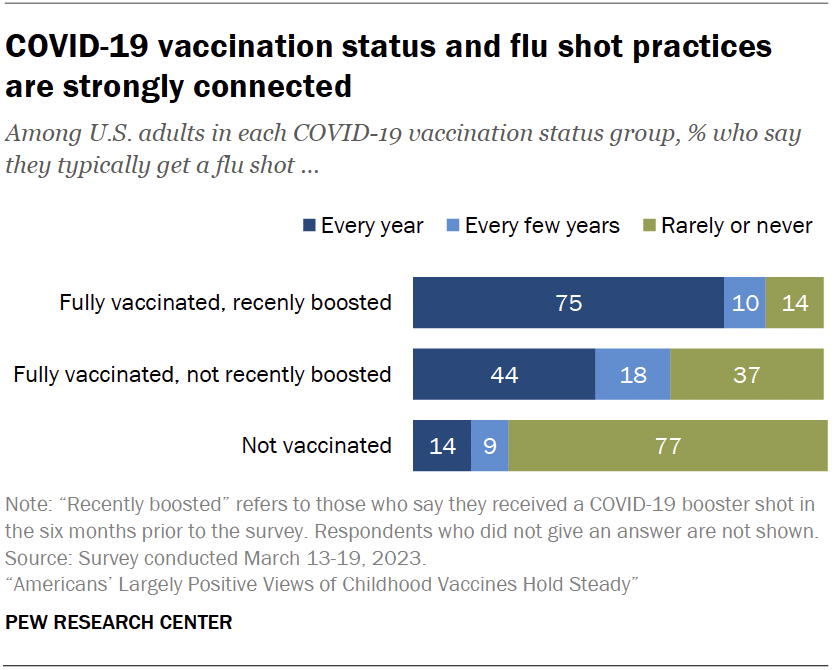 COVID-19 vaccination status and flu shot practices
are strongly connected
Among U.S. adults in each COVID-19 vaccination status group, % who say
they typically get a flu shot ...
Every year Every few years Rarely or never
Fully vaccinated, recenly boosted 75 10 14
Fully vaccinated, not recently boosted 44 18 37
Not vaccinated 14 9 77
Note: “Recently boosted” refers to those who say they received a COVID-19 booster shot in
the six months prior to the survey. Respondents who did not give an answer are not shown.
Source: Survey conducted March 13-19, 2023.
“Americans’ Largely Positive Views of Childhood Vaccines Hold Steady”
PEW RESEARCH CENTER